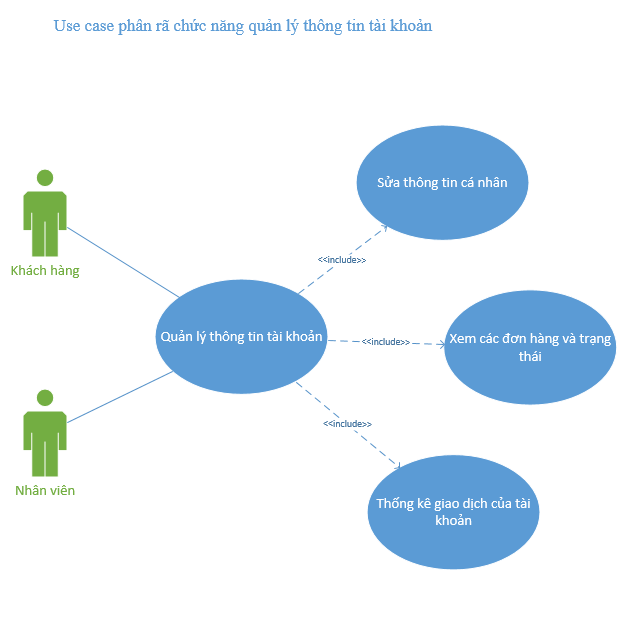 Use case phân rã chức năng quản lý thông tin tài khoản
Sửa thông tin cá nhân
<<include>>
Khách hàng
Quản lý thông tin tài khoản
<<include>>
Xem các đơn hàng và trạng
thái
<<include>>
Nhân viên
Thống kê giao dịch của tài
khoản